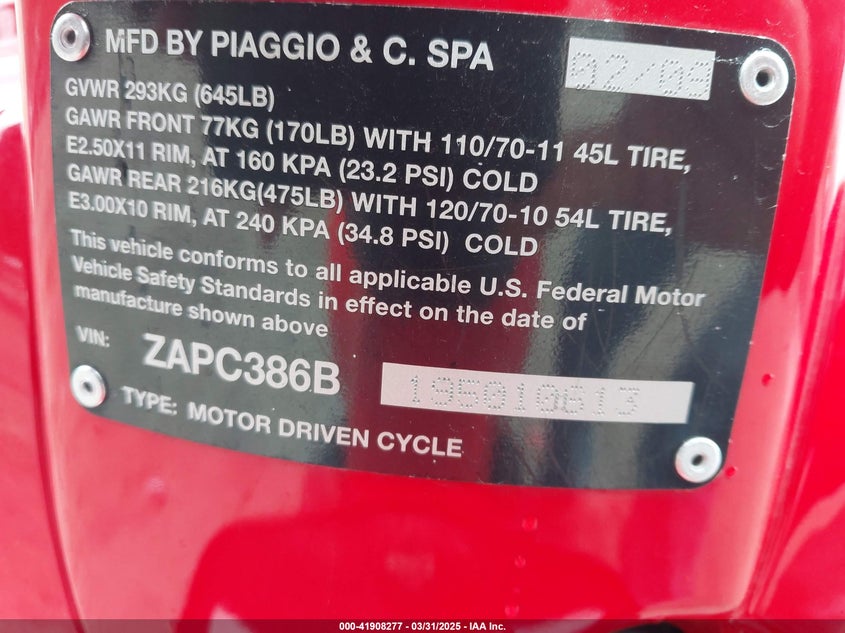 MFD BY PIAGGIO & C. SPA 02/09
GVWR 293KG (645LB)
GAWR FRONT 77KG (170LB) WITH 110/70-11 45L TIRE,
E2.50X11 RIM, AT 160 KPA (23.2 PSI) COLD
GAWR REAR 216KG(475LB) WITH 120/70-10 54L TIRE,
E3.00X10 RIM, AT 240 KPA (34.8 PSI) COLD
This vehicle conforms to all applicable U.S. Federal Motor
Vehicle Safety Standards in effect on the date of
manufacture shown above
VIN: ZAPC386B 195010613
TYPE: MOTOR DRIVEN CYCLE
000-41908277 - 03/31/2025 - IAA Inc.